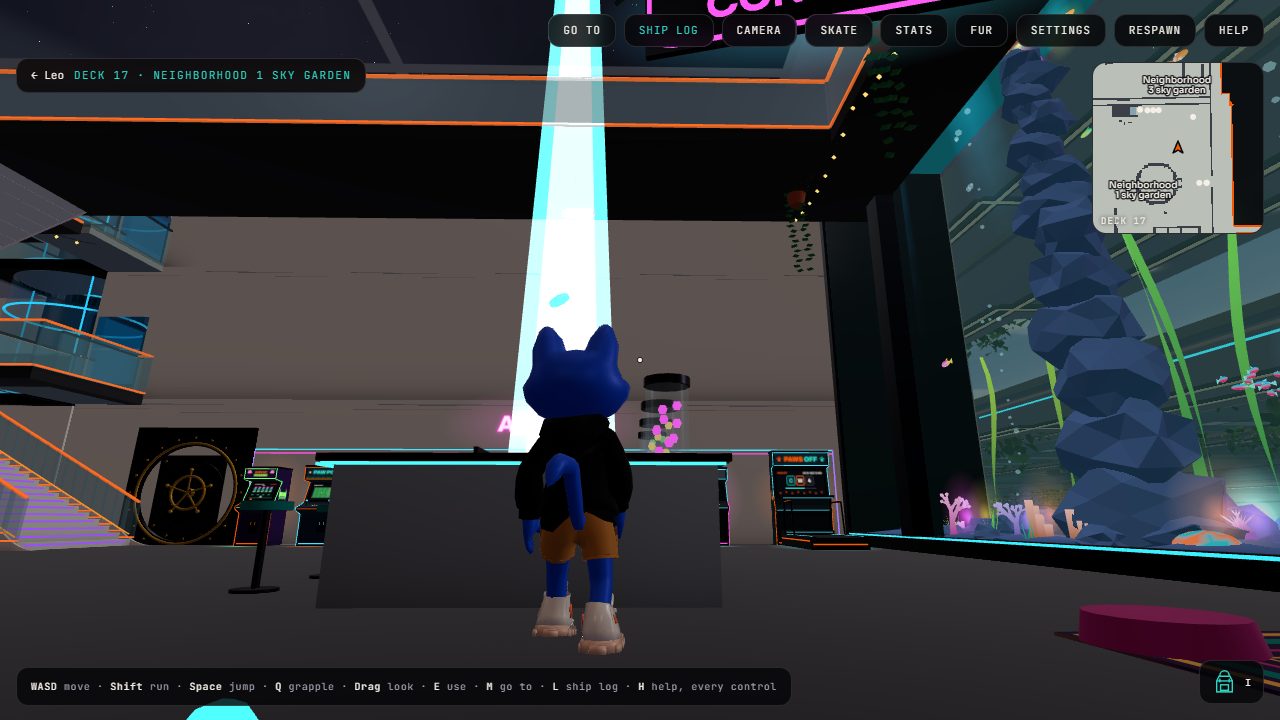 GO TO
SHIP LOG
CAMERA
SKATE
STATS
FUR
SETTINGS
RESPAWN
HELP
← Leo DECK 17 · NEIGHBORHOOD 1 SKY GARDEN
Neighborhood
3 sky garden
Neighborhood
1 sky garden
DECK 17
PAWS OFF
WASD move · Shift run · Space jump · Q grapple · Drag look · E use · M go to · L ship log · H help, every control
I